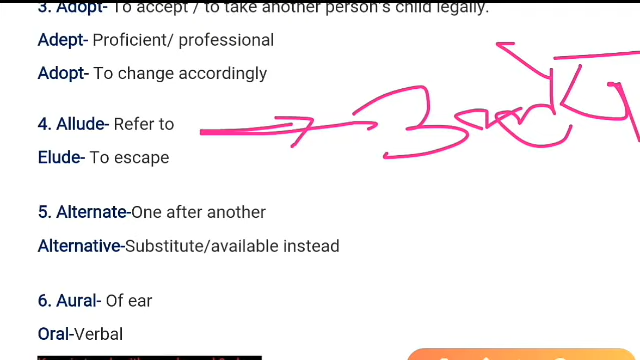 3. Adopt- To accept / to take another person's child legally.
Adept- Proficient/ professional
Adopt- To change accordingly
4. Allude- Refer to
Elude- To escape
5. Alternate-One after another
Alternative-Substitute/available instead
6. Aural- Of ear
Oral-Verbal